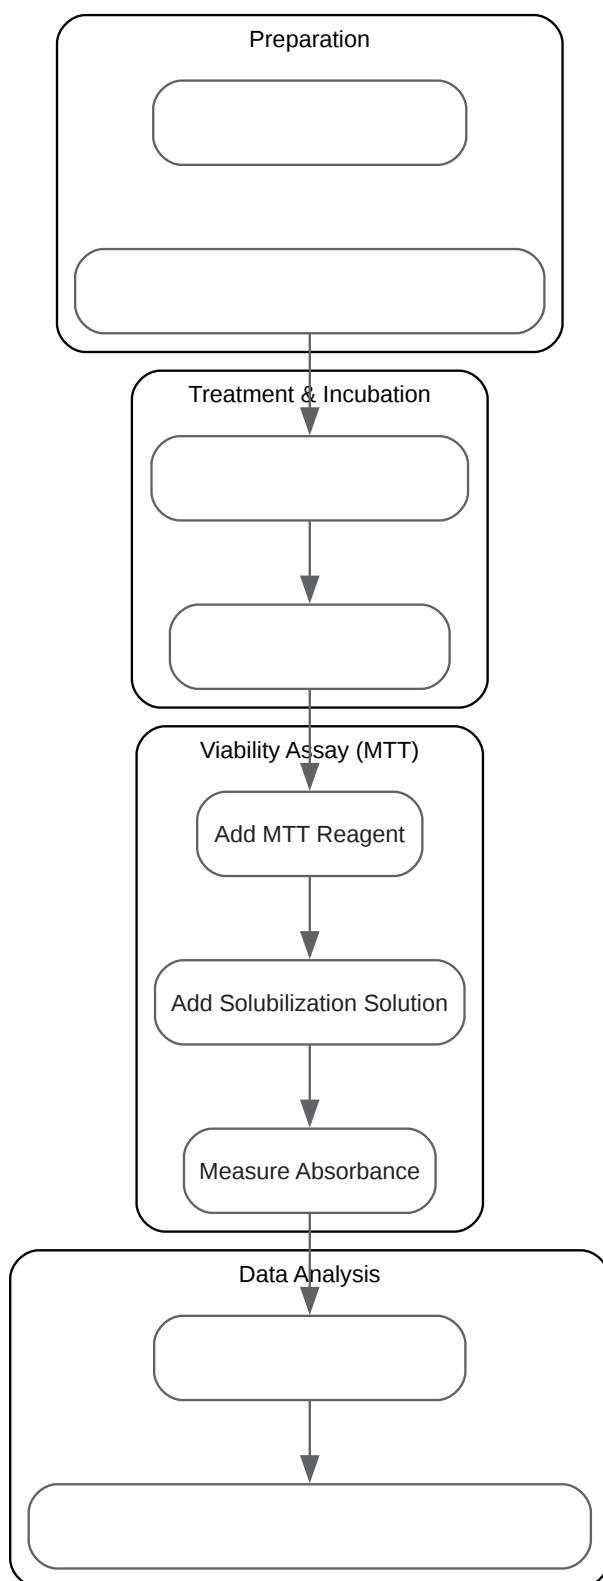 Preparation
Treatment & Incubation
Viability Assay (MTT)
Add MTT Reagent
Add Solubilization Solution
Measure Absorbance
Data Analysis